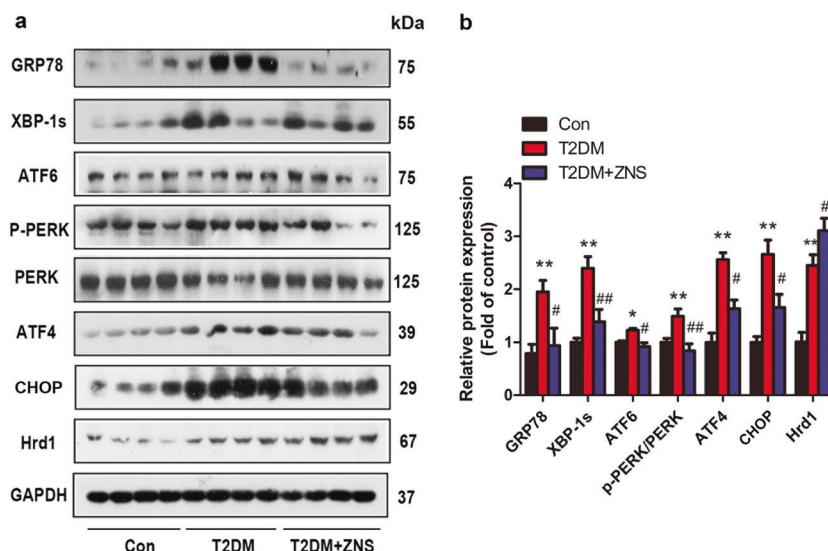 a
kDa
GRP78
75
XBP-1s
55
ATF6
75
P-PERK
125
PERK
125
ATF4
39
CHOP
29
Hrd1
67
GAPDH
37
Con T2DM T2DM+ZNS
b
Con
T2DM
T2DM+ZNS
Relative protein expression
(Fold of control)
4
3
2
1
0
**
#
**
##
*
#
**
##
**
#
**
#
**
#
GRP78
XBP-1s
ATF6
p-PERK/PERK
ATF4
CHOP
Hrd1